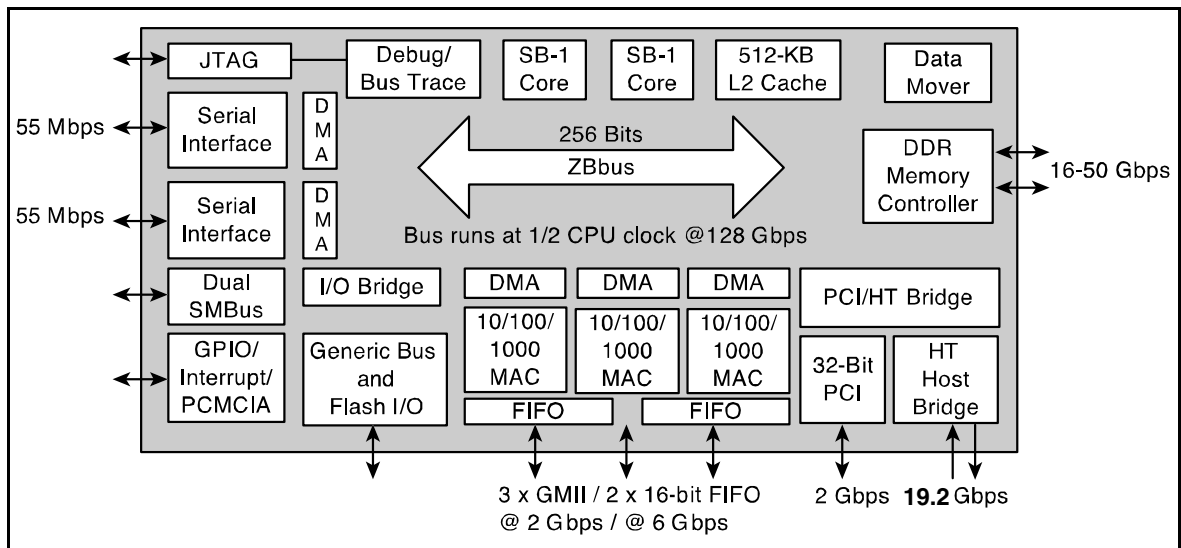 JTAG
Debug/
Bus Trace
SB-1
Core
SB-1
Core
512-KB
L2 Cache
Data
Mover
55 Mbps
Serial
Interface
D
M
A
256 Bits
ZBbus
DDR
Memory
Controller
16-50 Gbps
55 Mbps
Serial
Interface
D
M
A
Bus runs at 1/2 CPU clock @128 Gbps
Dual
SMBus
I/O Bridge
DMA
DMA
DMA
PCI/HT Bridge
GPIO/
Interrupt/
PCMCIA
Generic Bus
and
Flash I/O
10/100/
1000
MAC
10/100/
1000
MAC
10/100/
1000
MAC
32-Bit
PCI
HT
Host
Bridge
FIFO
FIFO
3 x GMII / 2 x 16-bit FIFO
@ 2 Gbps / @ 6 Gbps
2 Gbps
19.2 Gbps